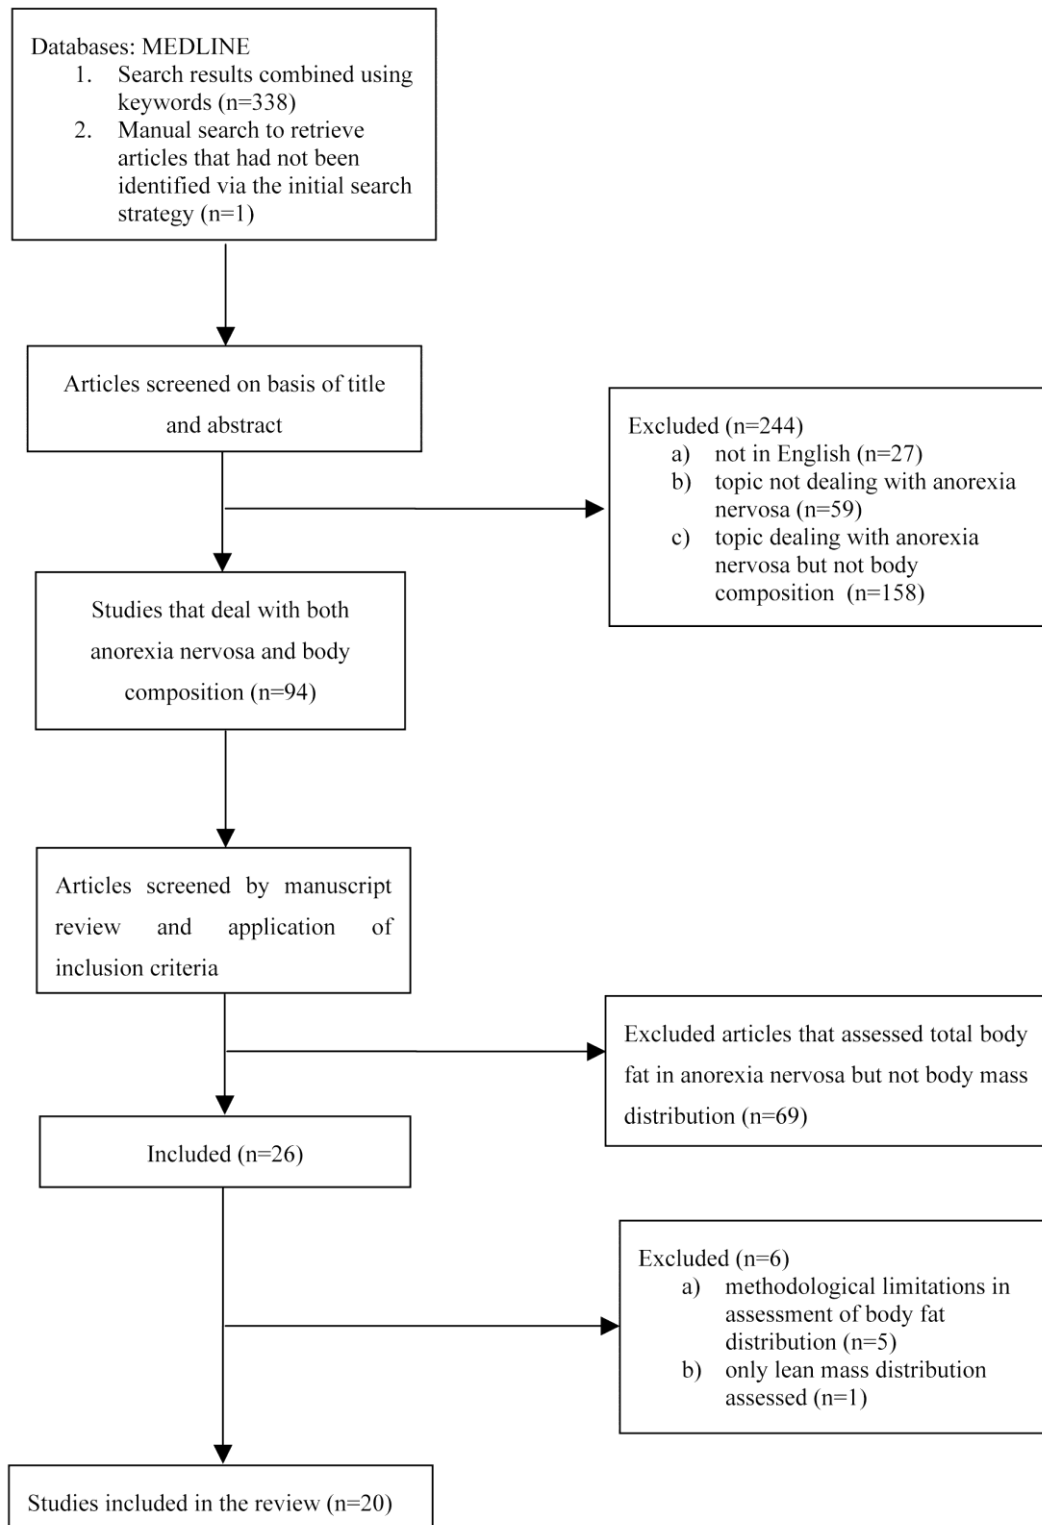 Databases: MEDLINE
1. Search results combined using
keywords (n=338)
2. Manual search to retrieve
articles that had not been
identified via the initial search
strategy (n=1)
Articles screened on basis of title
and abstract
Excluded (n=244)
a) not in English (n=27)
b) topic not dealing with anorexia
nervosa (n=59)
c) topic dealing with anorexia
nervosa but not body
composition (n=158)
Studies that deal with both
anorexia nervosa and body
composition (n=94)
Articles screened by manuscript
review and application of
inclusion criteria
Excluded articles that assessed total body
fat in anorexia nervosa but not body mass
distribution (n=69)
Included (n=26)
Excluded (n=6)
a) methodological limitations in
assessment of body fat
distribution (n=5)
b) only lean mass distribution
assessed (n=1)
Studies included in the review (n=20)